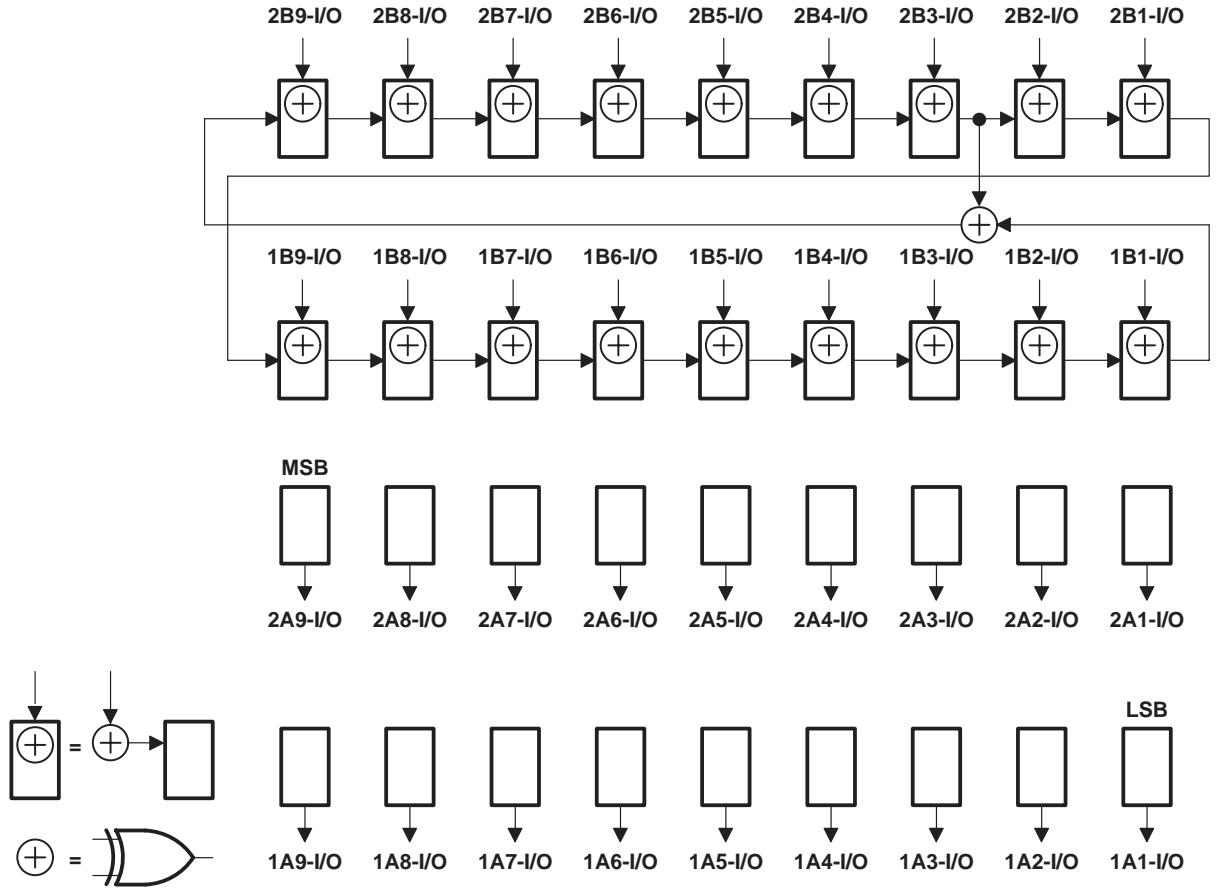 2B9-I/O 2B8-I/O 2B7-I/O 2B6-I/O 2B5-I/O 2B4-I/O 2B3-I/O 2B2-I/O 2B1-I/O
1B9-I/O 1B8-I/O 1B7-I/O 1B6-I/O 1B5-I/O 1B4-I/O 1B3-I/O 1B2-I/O 1B1-I/O
MSB
2A9-I/O 2A8-I/O 2A7-I/O 2A6-I/O 2A5-I/O 2A4-I/O 2A3-I/O 2A2-I/O 2A1-I/O
LSB
=
=
1A9-I/O 1A8-I/O 1A7-I/O 1A6-I/O 1A5-I/O 1A4-I/O 1A3-I/O 1A2-I/O 1A1-I/O